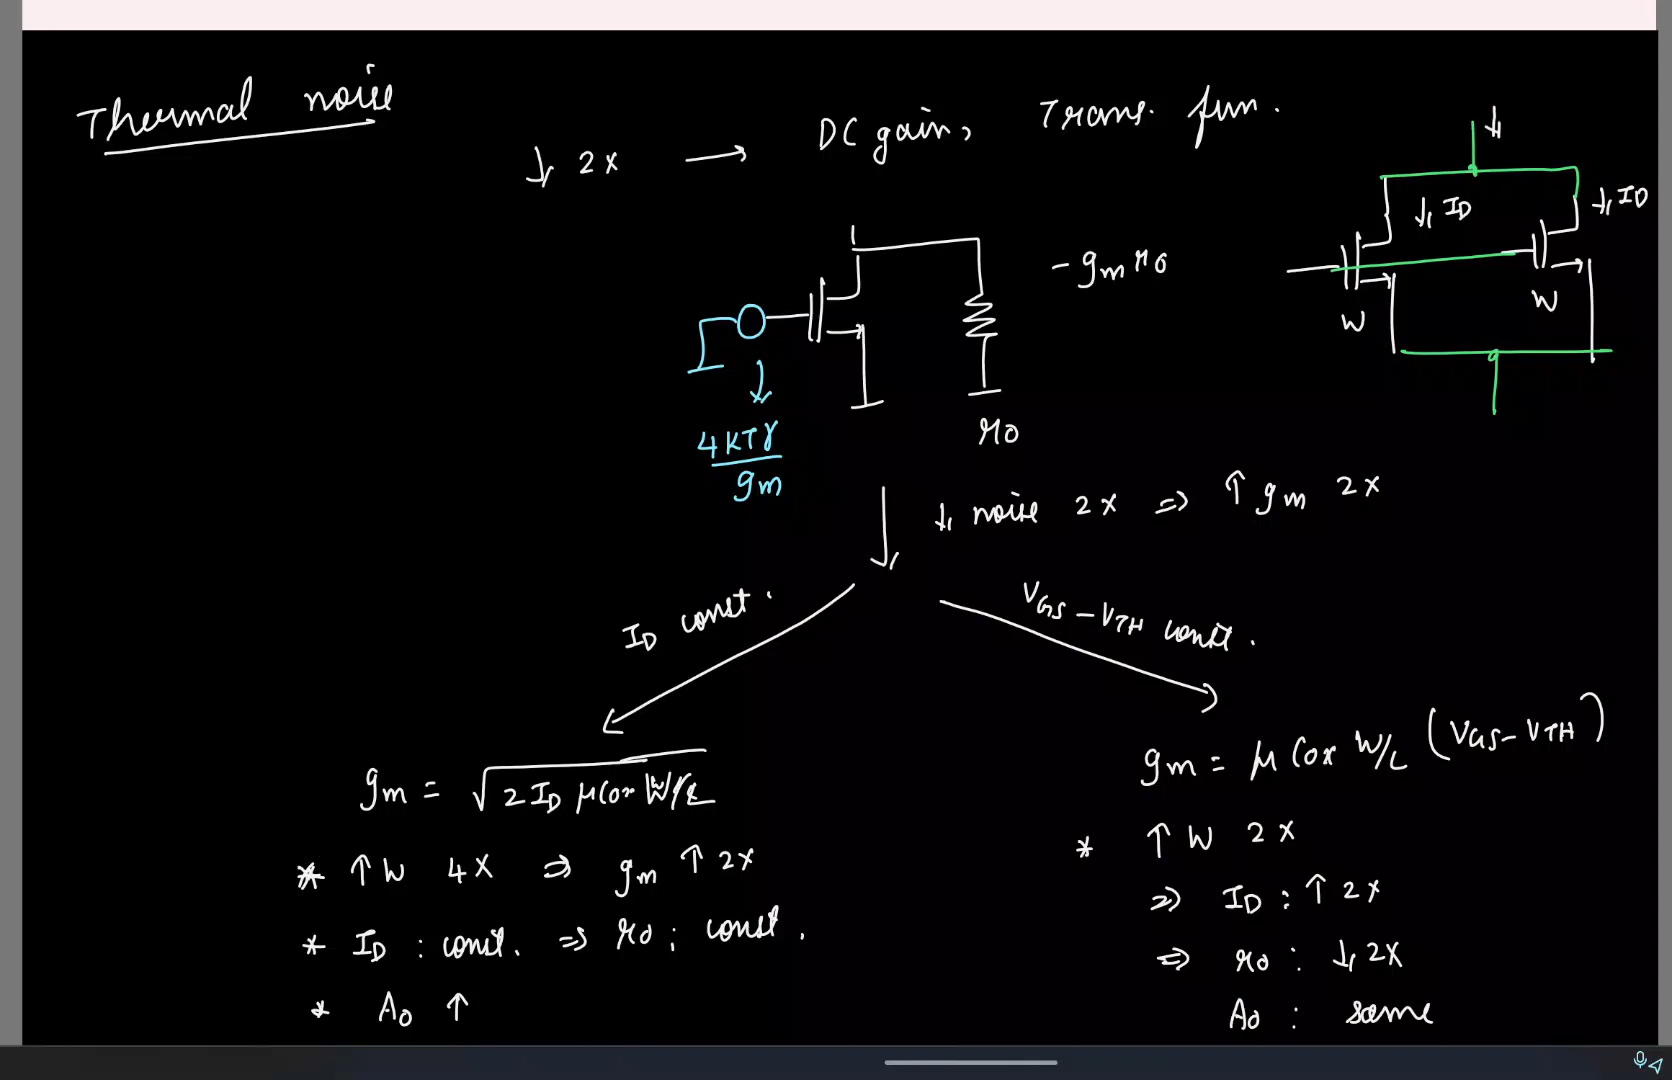 Thermal noise
↓ 2x → DC gain, Trans. fun.
↓ ID
↓ ID
- gm ro
W
W
4KTγ
gm
ro
↓ noise 2x ⇒ ↑ gm 2x
ID const.
VGS - VTH const.
gm = √2 ID μCox W/L
gm = μ Cox W/L (VGS - VTH)
* ↑ W 4x ⇒ gm ↑ 2x
* ↑ W 2x
⇒ ID : ↑ 2x
* ID : const. ⇒ ro : const.
⇒ ro : ↓ 2x
* A0 ↑
A0 : same